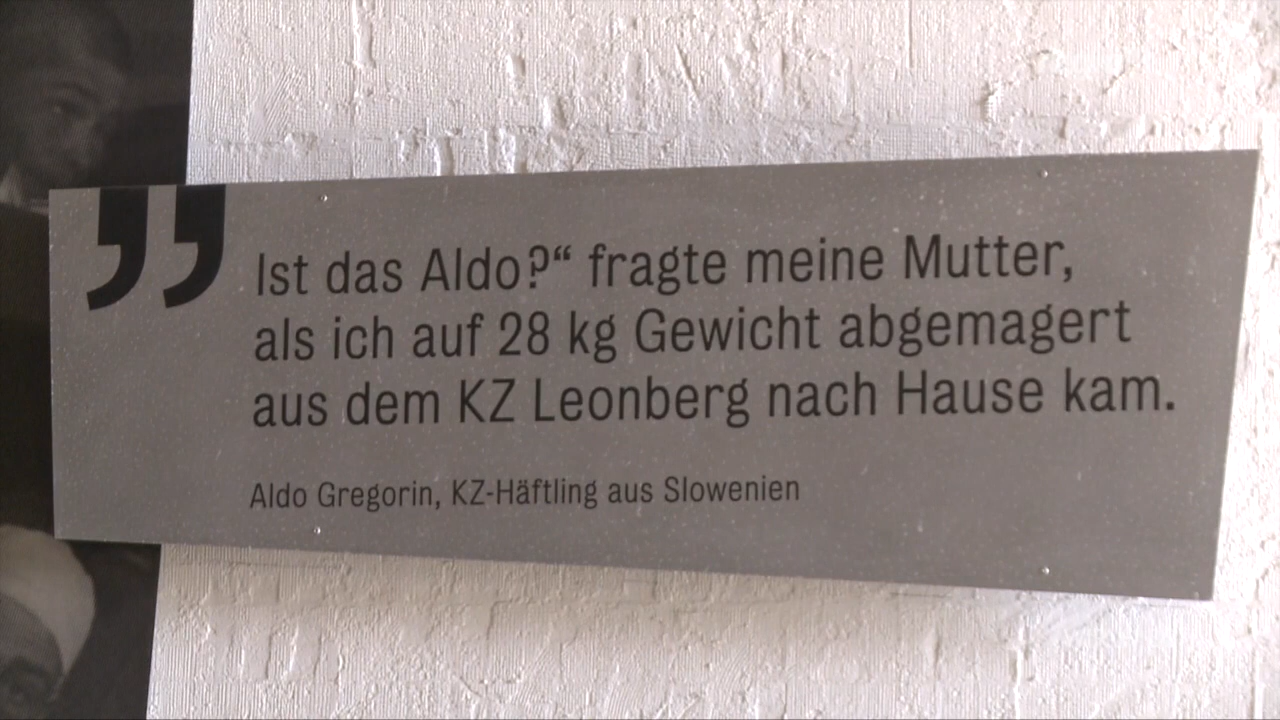 „Ist das Aldo?“ fragte meine Mutter,
als ich auf 28 kg Gewicht abgemagert
aus dem KZ Leonberg nach Hause kam.
Aldo Gregorin, KZ-Häftling aus Slowenien